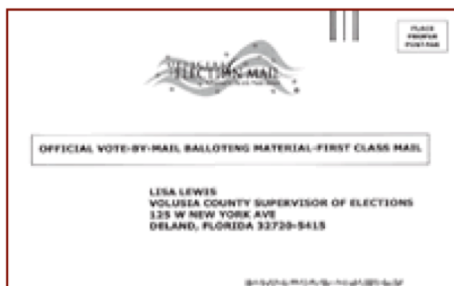 PLACE
PROPER
POSTAGE
ELECTION MAIL
OFFICIAL VOTE-BY-MAIL BALLOTING MATERIAL-FIRST CLASS MAIL
LISA LEWIS
VOLUSIA COUNTY SUPERVISOR OF ELECTIONS
125 W NEW YORK AVE
DELAND, FLORIDA 32720-5415